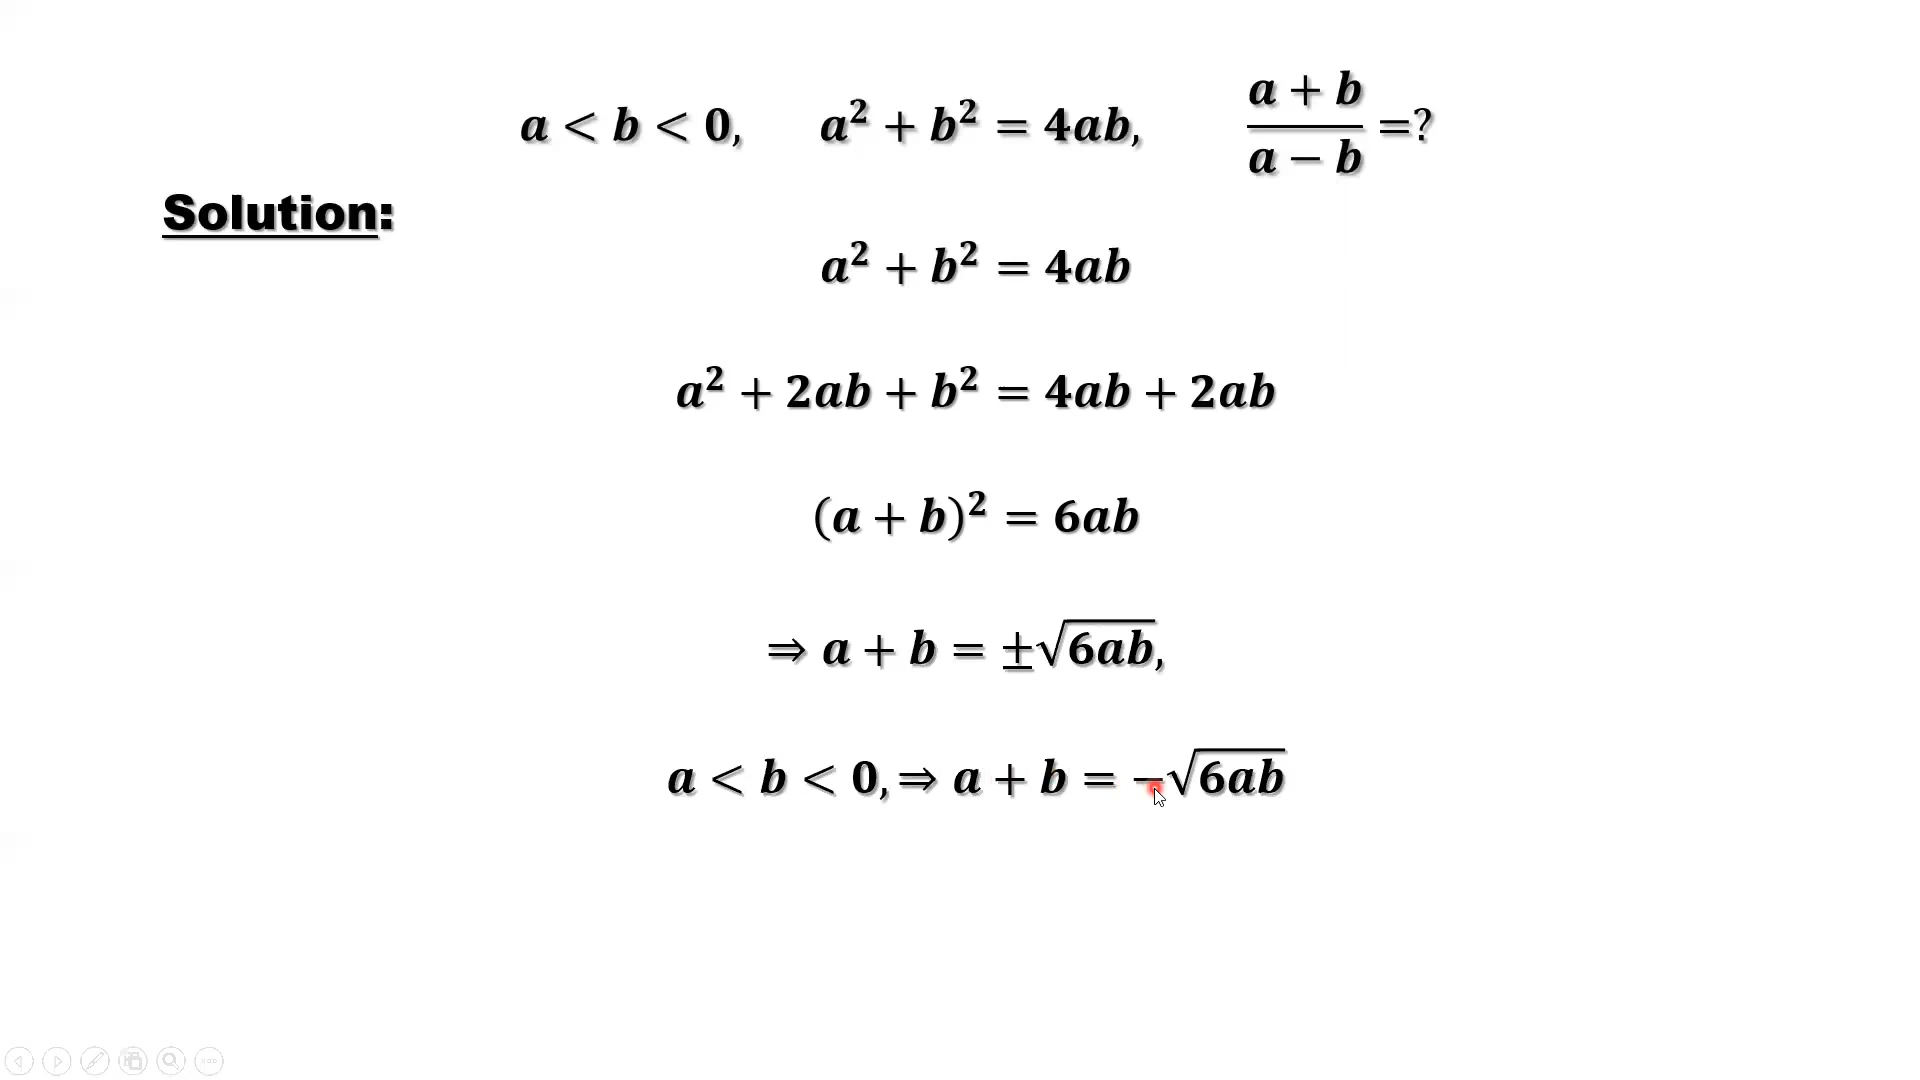 a < b < 0, a² + b² = 4ab, (a + b)/(a − b) =?
Solution:
a² + b² = 4ab
a² + 2ab + b² = 4ab + 2ab
(a + b)² = 6ab
⇒ a + b = ±√(6ab),
a < b < 0, ⇒ a + b = −√(6ab)